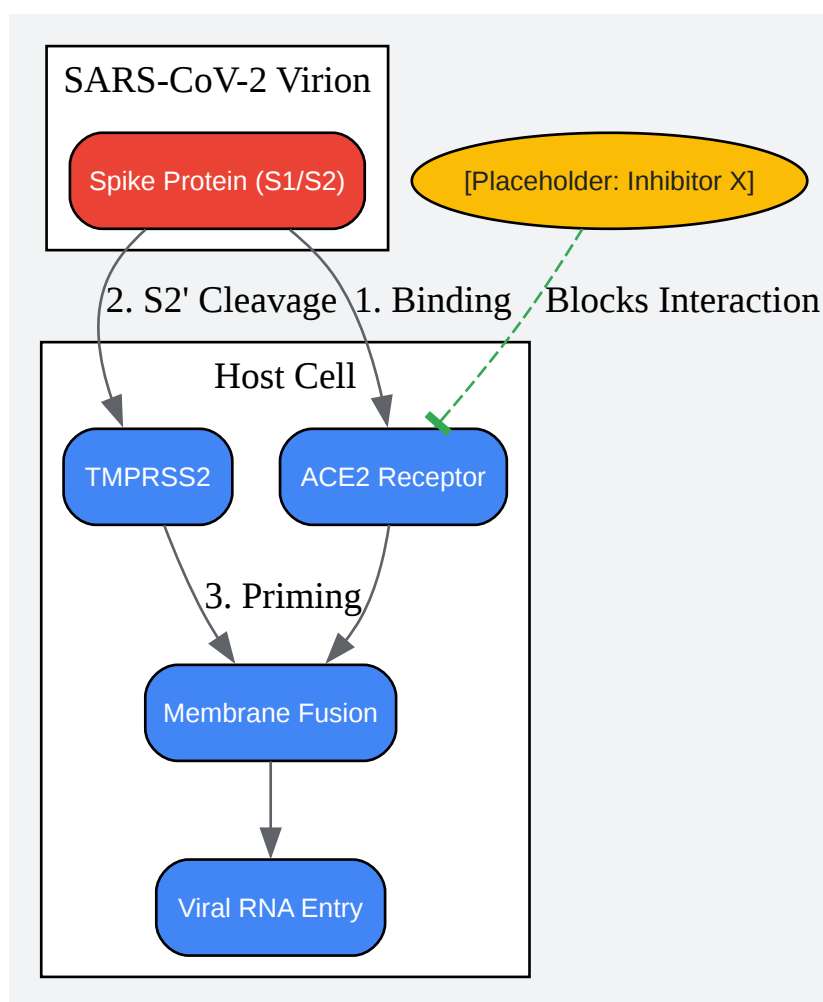 SARS-CoV-2 Virion
Spike Protein (S1/S2)
[Placeholder: Inhibitor X]
2. S2' Cleavage
1. Binding
Blocks Interaction
Host Cell
TMPRSS2
ACE2 Receptor
3. Priming
Membrane Fusion
Viral RNA Entry